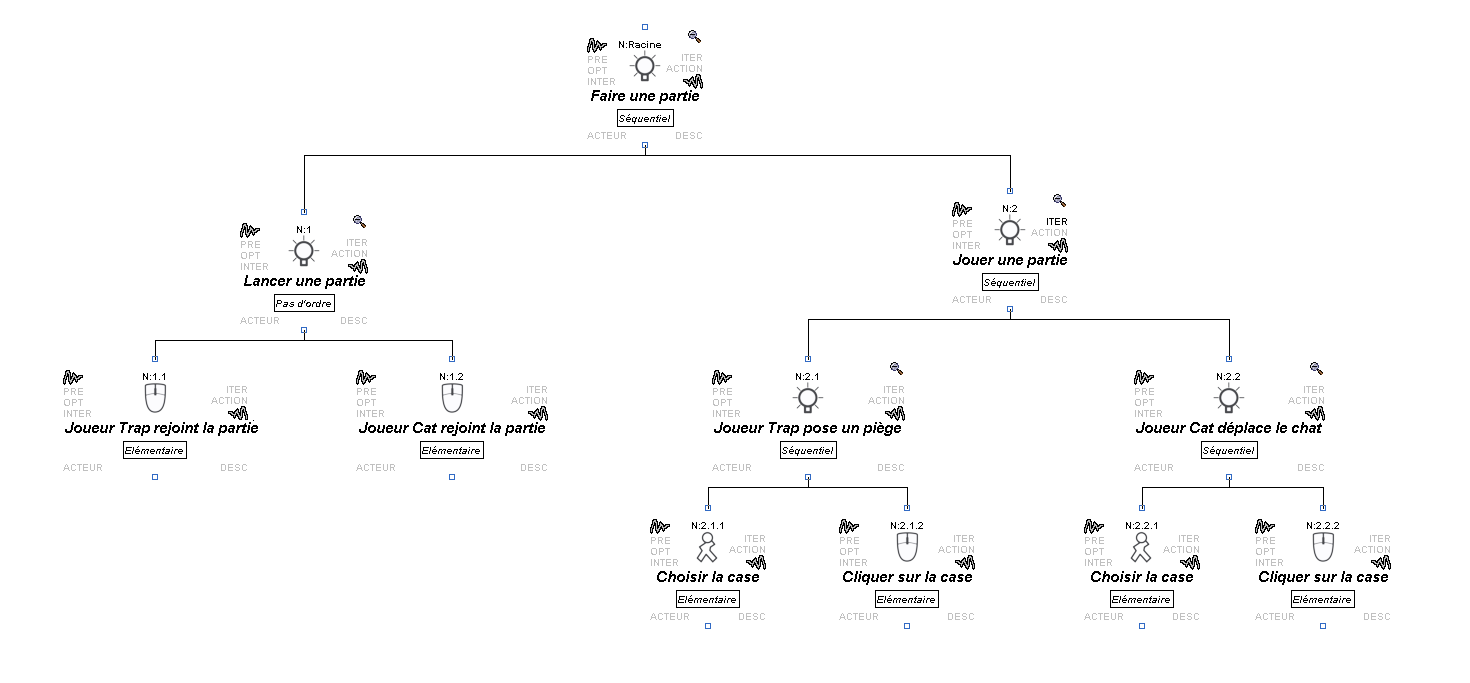 N:Racine
PRE
OPT
INTER
ITER
ACTION
Faire une partie
Séquentiel
ACTEUR DESC
N:1
PRE
OPT
INTER
ITER
ACTION
Lancer une partie
Pas d'ordre
ACTEUR DESC
N:2
PRE
OPT
INTER
ITER
ACTION
Jouer une partie
Séquentiel
ACTEUR DESC
N:1.1
PRE
OPT
INTER
ITER
ACTION
Joueur Trap rejoint la partie
Elémentaire
ACTEUR DESC
N:1.2
PRE
OPT
INTER
ITER
ACTION
Joueur Cat rejoint la partie
Elémentaire
ACTEUR DESC
N:2.1
PRE
OPT
INTER
ITER
ACTION
Joueur Trap pose un piège
Séquentiel
ACTEUR DESC
N:2.2
PRE
OPT
INTER
ITER
ACTION
Joueur Cat déplace le chat
Séquentiel
ACTEUR DESC
N:2.1.1
PRE
OPT
INTER
ITER
ACTION
Choisir la case
Elémentaire
ACTEUR DESC
N:2.1.2
PRE
OPT
INTER
ITER
ACTION
Cliquer sur la case
Elémentaire
ACTEUR DESC
N:2.2.1
PRE
OPT
INTER
ITER
ACTION
Choisir la case
Elémentaire
ACTEUR DESC
N:2.2.2
PRE
OPT
INTER
ITER
ACTION
Cliquer sur la case
Elémentaire
ACTEUR DESC